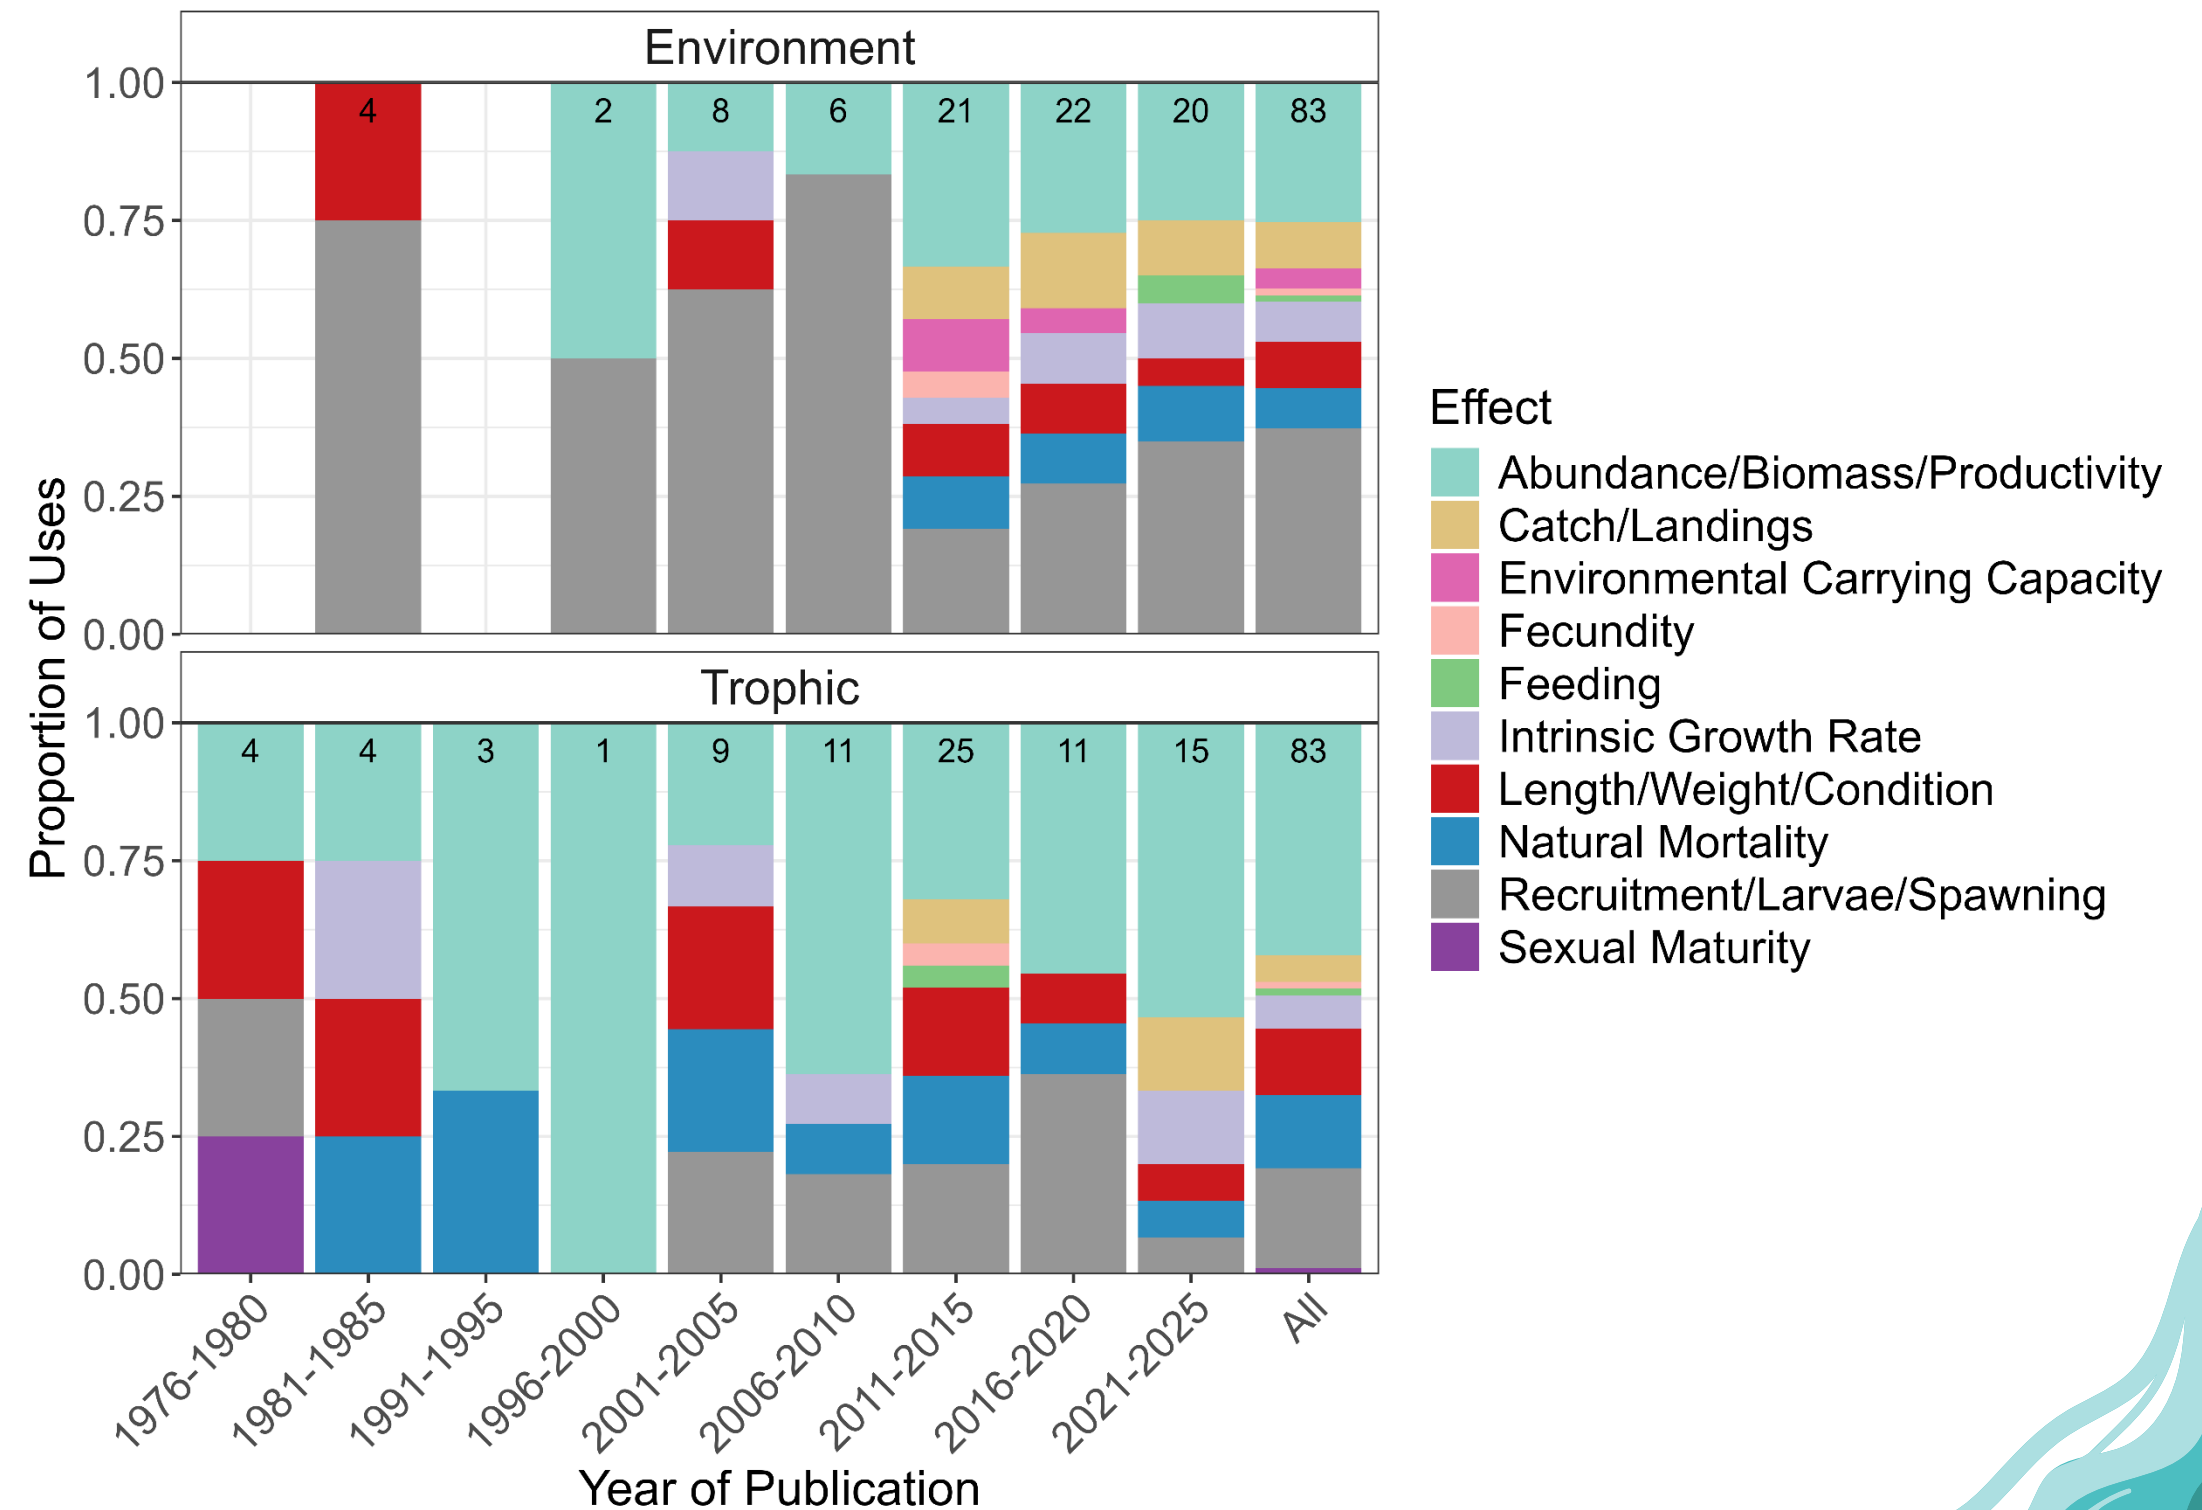 Environment
1.00
0.75
0.50
0.25
0.00
4
2
8
6
21
22
20
83
Trophic
1.00
0.75
0.50
0.25
0.00
4
4
3
1
9
11
25
11
15
83
Proportion of Uses
1976-1980
1981-1985
1991-1995
1996-2000
2001-2005
2006-2010
2011-2015
2016-2020
2021-2025
All
Year of Publication
Effect
Abundance/Biomass/Productivity
Catch/Landings
Environmental Carrying Capacity
Fecundity
Feeding
Intrinsic Growth Rate
Length/Weight/Condition
Natural Mortality
Recruitment/Larvae/Spawning
Sexual Maturity